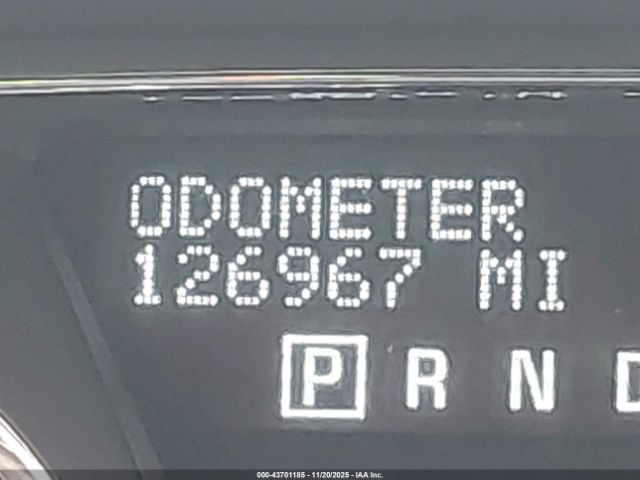 ODOMETER
126967 MI
P R N D
000-43701185 - 11/20/2025 - IAA Inc.